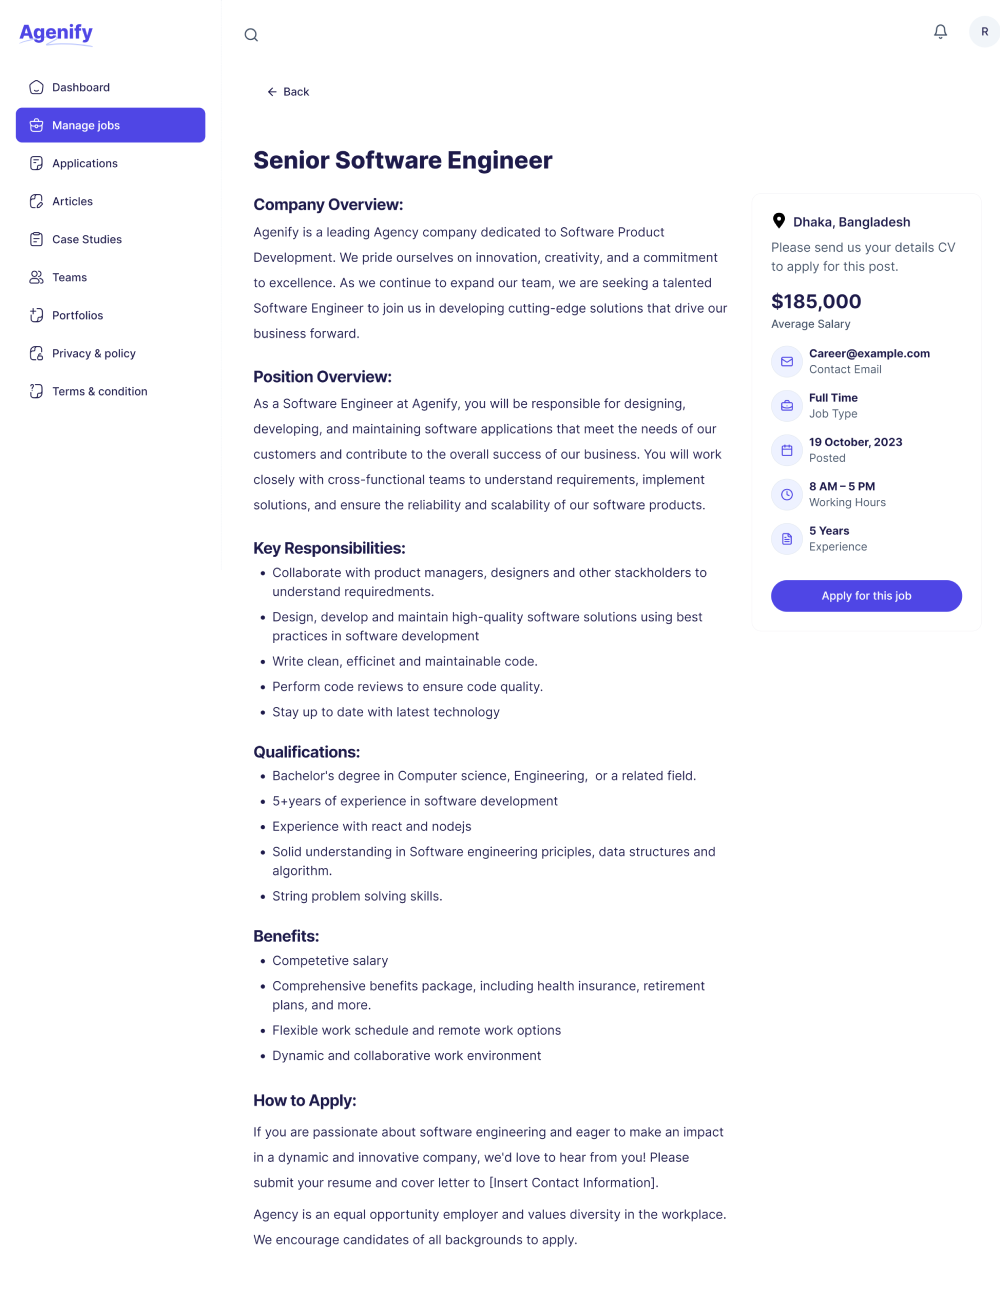 Agenify
Dashboard
Manage jobs
Applications
Articles
Case Studies
Teams
Portfolios
Privacy & policy
Terms & condition
R
Back
Senior Software Engineer
Company Overview:
Agenify is a leading Agency company dedicated to Software Product
Development. We pride ourselves on innovation, creativity, and a commitment
to excellence. As we continue to expand our team, we are seeking a talented
Software Engineer to join us in developing cutting-edge solutions that drive our
business forward.
Position Overview:
As a Software Engineer at Agenify, you will be responsible for designing,
developing, and maintaining software applications that meet the needs of our
customers and contribute to the overall success of our business. You will work
closely with cross-functional teams to understand requirements, implement
solutions, and ensure the reliability and scalability of our software products.
Key Responsibilities:
• Collaborate with product managers, designers and other stackholders to
understand requiredments.
• Design, develop and maintain high-quality software solutions using best
practices in software development
• Write clean, efficinet and maintainable code.
• Perform code reviews to ensure code quality.
• Stay up to date with latest technology
Qualifications:
• Bachelor's degree in Computer science, Engineering,  or a related field.
• 5+years of experience in software development
• Experience with react and nodejs
• Solid understanding in Software engineering priciples, data structures and
algorithm.
• String problem solving skills.
Benefits:
• Competetive salary
• Comprehensive benefits package, including health insurance, retirement
plans, and more.
• Flexible work schedule and remote work options
• Dynamic and collaborative work environment
How to Apply:
If you are passionate about software engineering and eager to make an impact
in a dynamic and innovative company, we'd love to hear from you! Please
submit your resume and cover letter to [Insert Contact Information].
Agency is an equal opportunity employer and values diversity in the workplace.
We encourage candidates of all backgrounds to apply.
Dhaka, Bangladesh
Please send us your details CV
to apply for this post.
$185,000
Average Salary
Career@example.com
Contact Email
Full Time
Job Type
19 October, 2023
Posted
8 AM – 5 PM
Working Hours
5 Years
Experience
Apply for this job